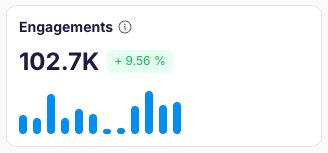 Engagements
102.7K + 9.56 %